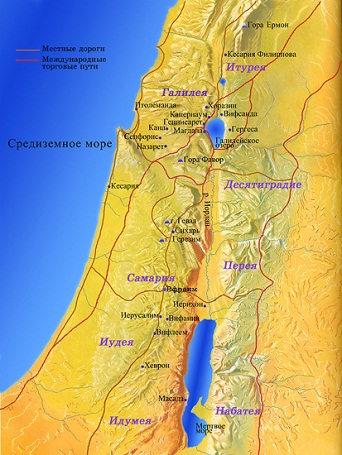 Гора Ермон
Местные дороги
Международные
торговые пути
Кесария Филиппова
Итурея
Галилея
Птолемаида
Хоразин
Капернаум
Вифсаида
Геннисарет
Кана
Магдала
Гергеса
Сепфорис
Галилейское
озеро
Средиземное море
Назарет
Гора Фавор
Кесария
Десятиградие
р. Иордан
г. Гевал
Сихарь
г. Гаризим
Перея
Самария
Ефраим
Иерихон
Иерусалим
Вифания
Вифлеем
Иудея
Хеврон
Масада
Набатея
Идумея
Мертвое
море